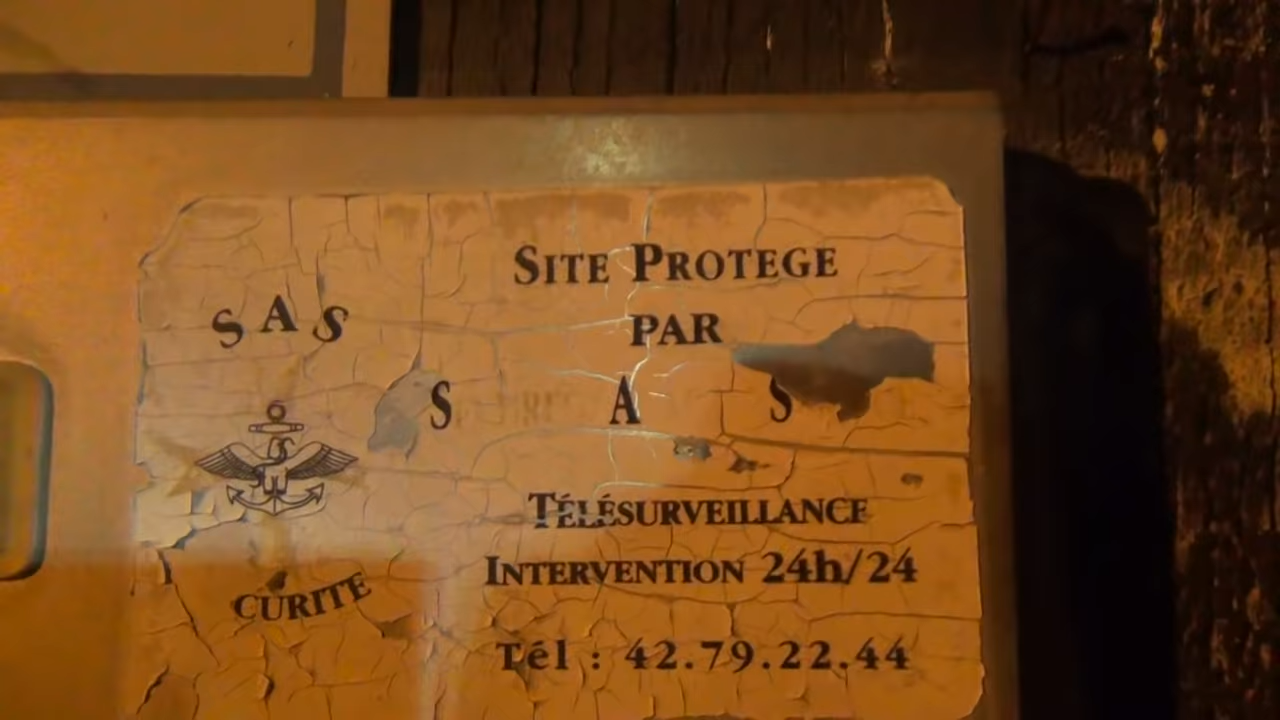 SAS
CURITE
SITE PROTEGE
PAR
S A S
TÉLÉSURVEILLANCE
INTERVENTION 24h/24
Tél : 42.79.22.44